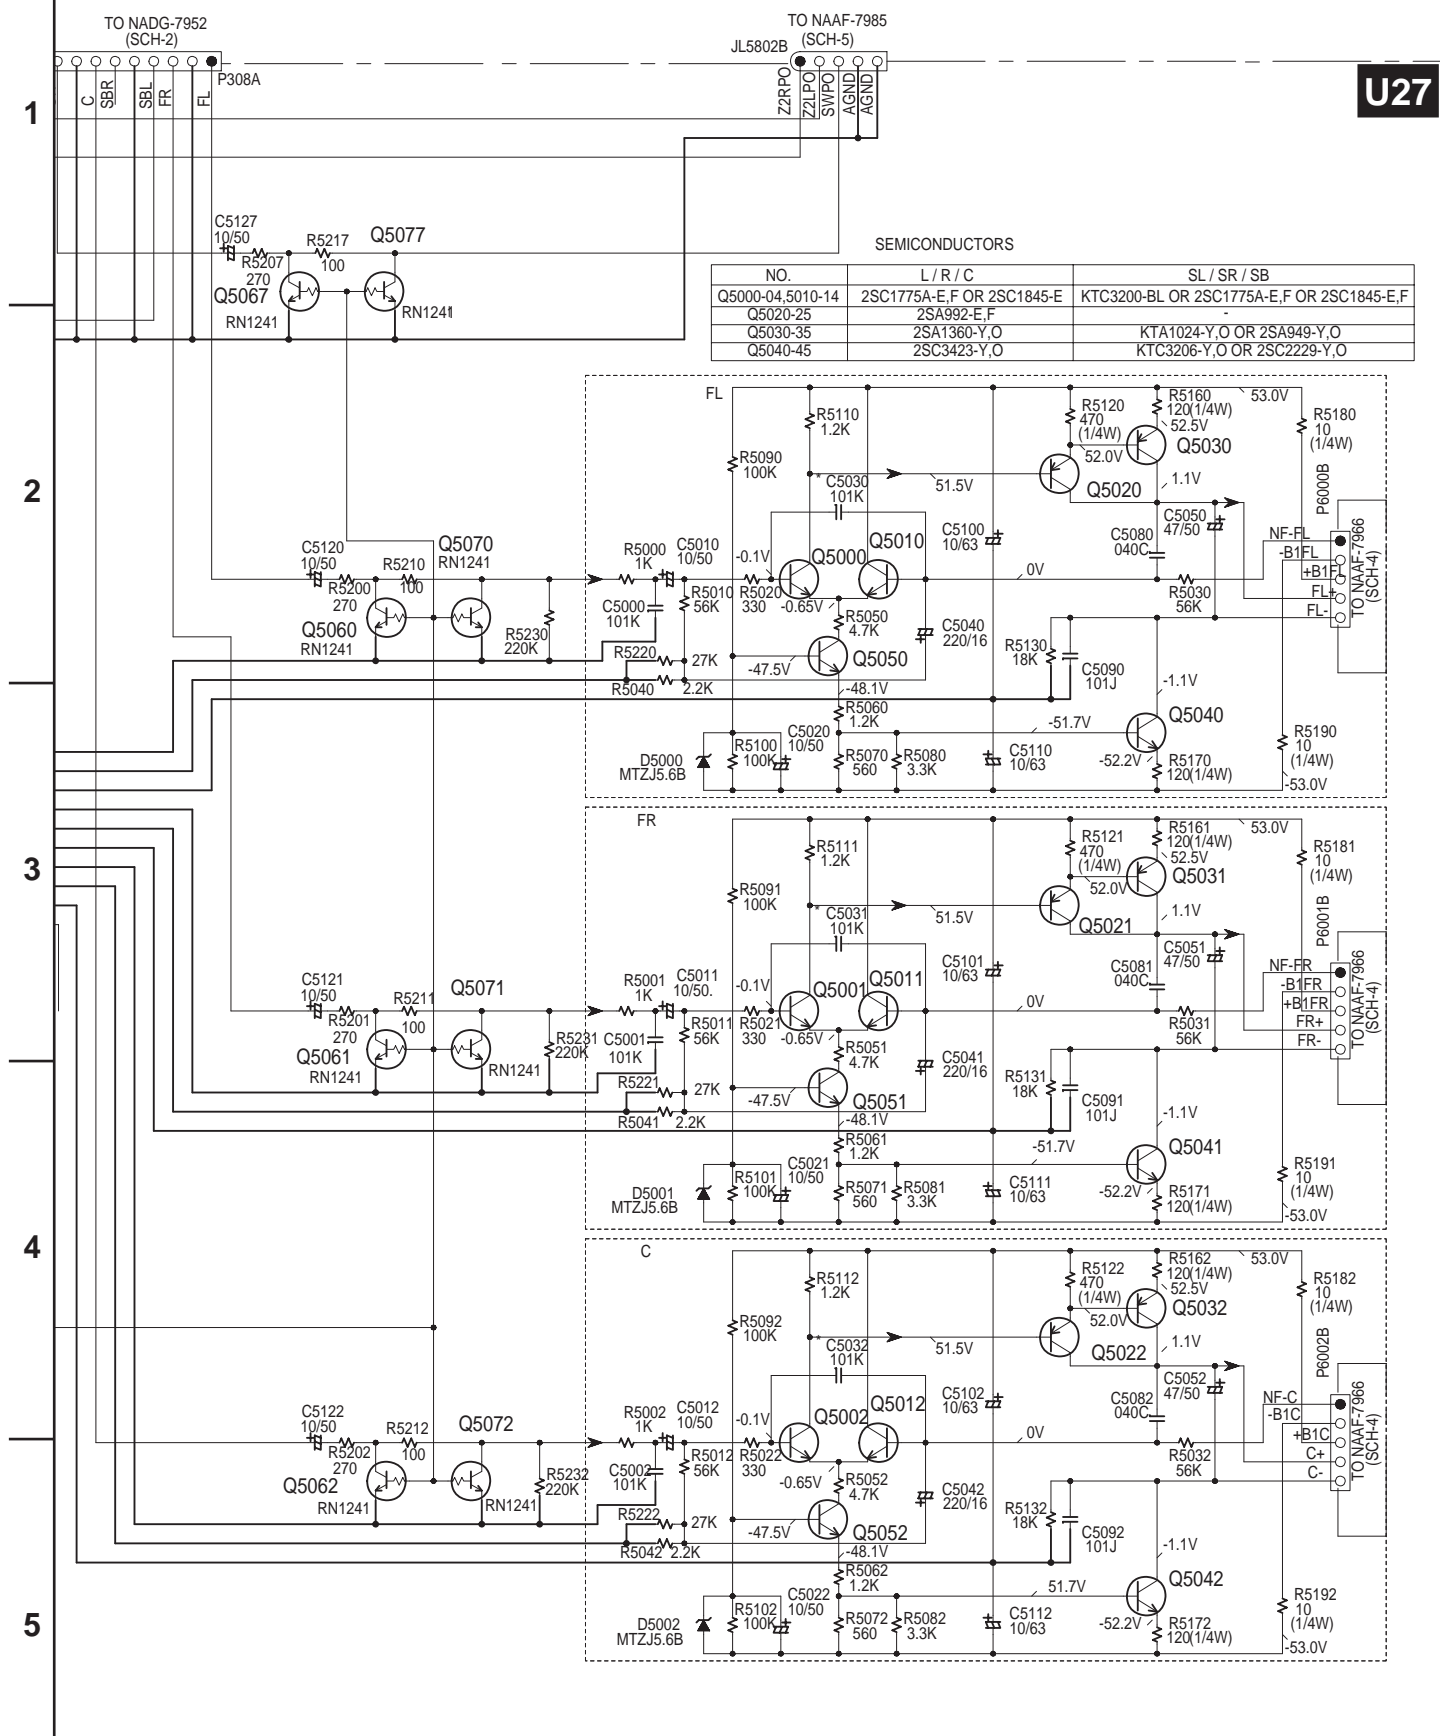 TO NADG-7952
(SCH-2)
TO NAAF-7985
(SCH-5)
JL5802B
P308A
C
SBR
SBL
FR
FL
Z2RPO
Z2LPO
SWPO
AGND
AGND
U27
1
C5127
10/50
R5207
270
R5217
100
Q5077
Q5067
RN1241
RN1241
SEMICONDUCTORS
NO. L / R / C SL / SR / SB
Q5000-04,5010-14 2SC1775A-E,F OR 2SC1845-E KTC3200-BL OR 2SC1775A-E,F OR 2SC1845-E,F
Q5020-25 2SA992-E,F -
Q5030-35 2SA1360-Y,O KTA1024-Y,O OR 2SA949-Y,O
Q5040-45 2SC3423-Y,O KTC3206-Y,O OR 2SC2229-Y,O
2
FL
R5110
1.2K
R5120
470
(1/4W)
R5160
120(1/4W)
52.5V
53.0V
R5180
10
(1/4W)
R5090
100K
52.0V
Q5030
*
C5030
101K
51.5V
Q5020
1.1V
P6000B
C5120
10/50
R5200
270
R5210
100
Q5070
RN1241
Q5060
RN1241
R5230
220K
R5000
1K
C5010
10/50
C5000
101K
R5010
56K
-0.1V
R5020
330
Q5000
Q5010
-0.65V
C5100
10/63
C5080
040C
C5050
47/50
0V
R5030
56K
NF-FL
-B1FL
+B1FL
FL+
FL-
TO NAAF-7966
(SCH-4)
R5050
4.7K
C5040
220/16
R5220
27K
R5040
2.2K
-47.5V
Q5050
-48.1V
R5130
18K
C5090
101J
-1.1V
R5060
1.2K
-51.7V
Q5040
D5000
MTZJ5.6B
R5100
100K
C5020
10/50
R5070
560
R5080
3.3K
C5110
10/63
-52.2V
R5170
120(1/4W)
R5190
10
(1/4W)
-53.0V
3
FR
R5111
1.2K
R5121
470
(1/4W)
R5161
120(1/4W)
52.5V
53.0V
R5181
10
(1/4W)
R5091
100K
52.0V
Q5031
*
C5031
101K
51.5V
Q5021
1.1V
P6001B
C5121
10/50
R5201
270
R5211
100
Q5071
Q5061
RN1241
RN1241
R5231
220K
R5001
1K
C5011
10/50.
C5001
101K
R5011
56K
-0.1V
R5021
330
Q5001
Q5011
-0.65V
C5101
10/63
C5081
040C
C5051
47/50
0V
R5031
56K
NF-FR
-B1FR
+B1FR
FR+
FR-
TO NAAF-7966
(SCH-4)
R5051
4.7K
C5041
220/16
R5221
27K
R5041
2.2K
-47.5V
Q5051
-48.1V
R5131
18K
C5091
101J
-1.1V
R5061
1.2K
-51.7V
Q5041
D5001
MTZJ5.6B
R5101
100K
C5021
10/50
R5071
560
R5081
3.3K
C5111
10/63
-52.2V
R5171
120(1/4W)
R5191
10
(1/4W)
-53.0V
4
C
R5112
1.2K
R5122
470
(1/4W)
R5162
120(1/4W)
52.5V
53.0V
R5182
10
(1/4W)
R5092
100K
52.0V
Q5032
*
C5032
101K
51.5V
Q5022
1.1V
P6002B
C5122
10/50
R5202
270
R5212
100
Q5072
Q5062
RN1241
RN1241
R5232
220K
R5002
1K
C5012
10/50
C5002
101K
R5012
56K
-0.1V
R5022
330
Q5002
Q5012
-0.65V
C5102
10/63
C5082
040C
C5052
47/50
0V
R5032
56K
NF-C
-B1C
+B1C
C+
C-
TO NAAF-7966
(SCH-4)
R5052
4.7K
C5042
220/16
R5222
27K
R5042
2.2K
-47.5V
Q5052
-48.1V
R5132
18K
C5092
101J
-1.1V
R5062
1.2K
51.7V
Q5042
5
D5002
MTZJ5.6B
R5102
100K
C5022
10/50
R5072
560
R5082
3.3K
C5112
10/63
-52.2V
R5172
120(1/4W)
R5192
10
(1/4W)
-53.0V